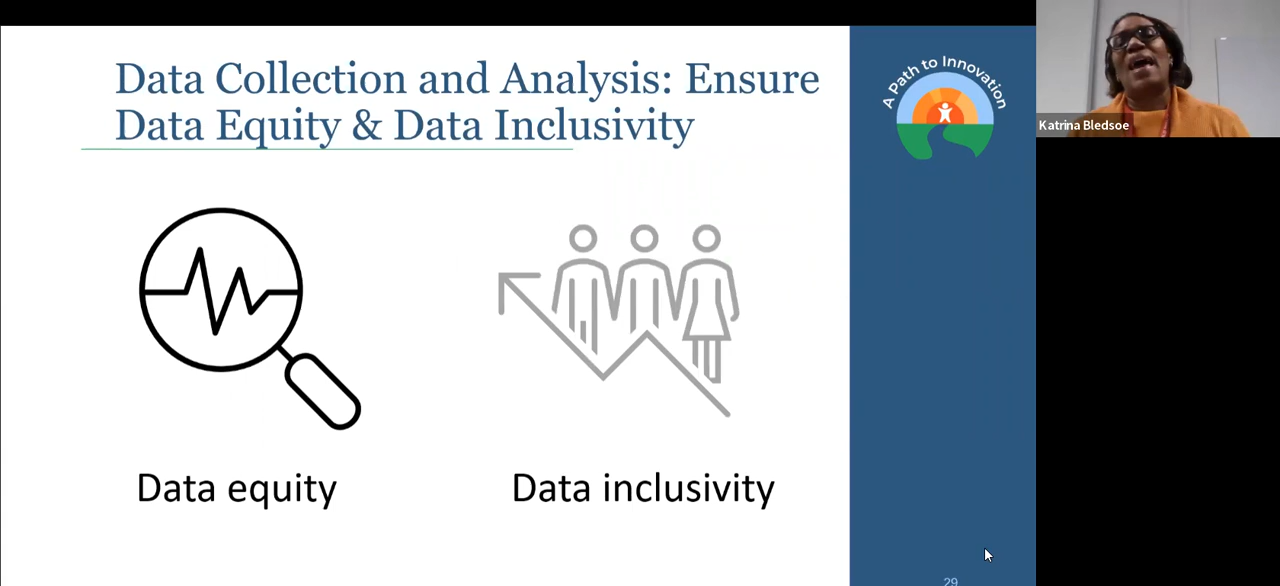 Data Collection and Analysis: Ensure
Data Equity & Data Inclusivity
A Path to Innovation
Katrina Bledsoe
Data equity
Data inclusivity
29